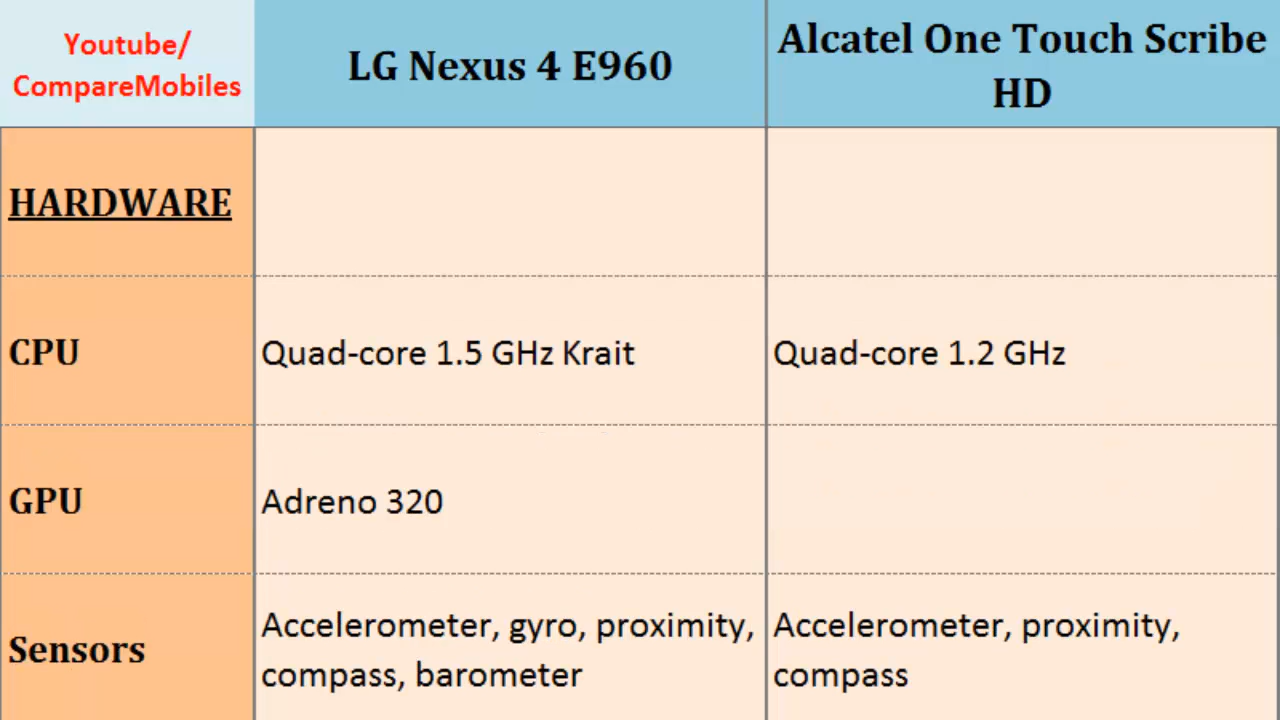 Youtube/
CompareMobiles
LG Nexus 4 E960
Alcatel One Touch Scribe
HD
HARDWARE
CPU
Quad-core 1.5 GHz Krait
Quad-core 1.2 GHz
GPU
Adreno 320
Sensors
Accelerometer, gyro, proximity,
compass, barometer
Accelerometer, proximity,
compass